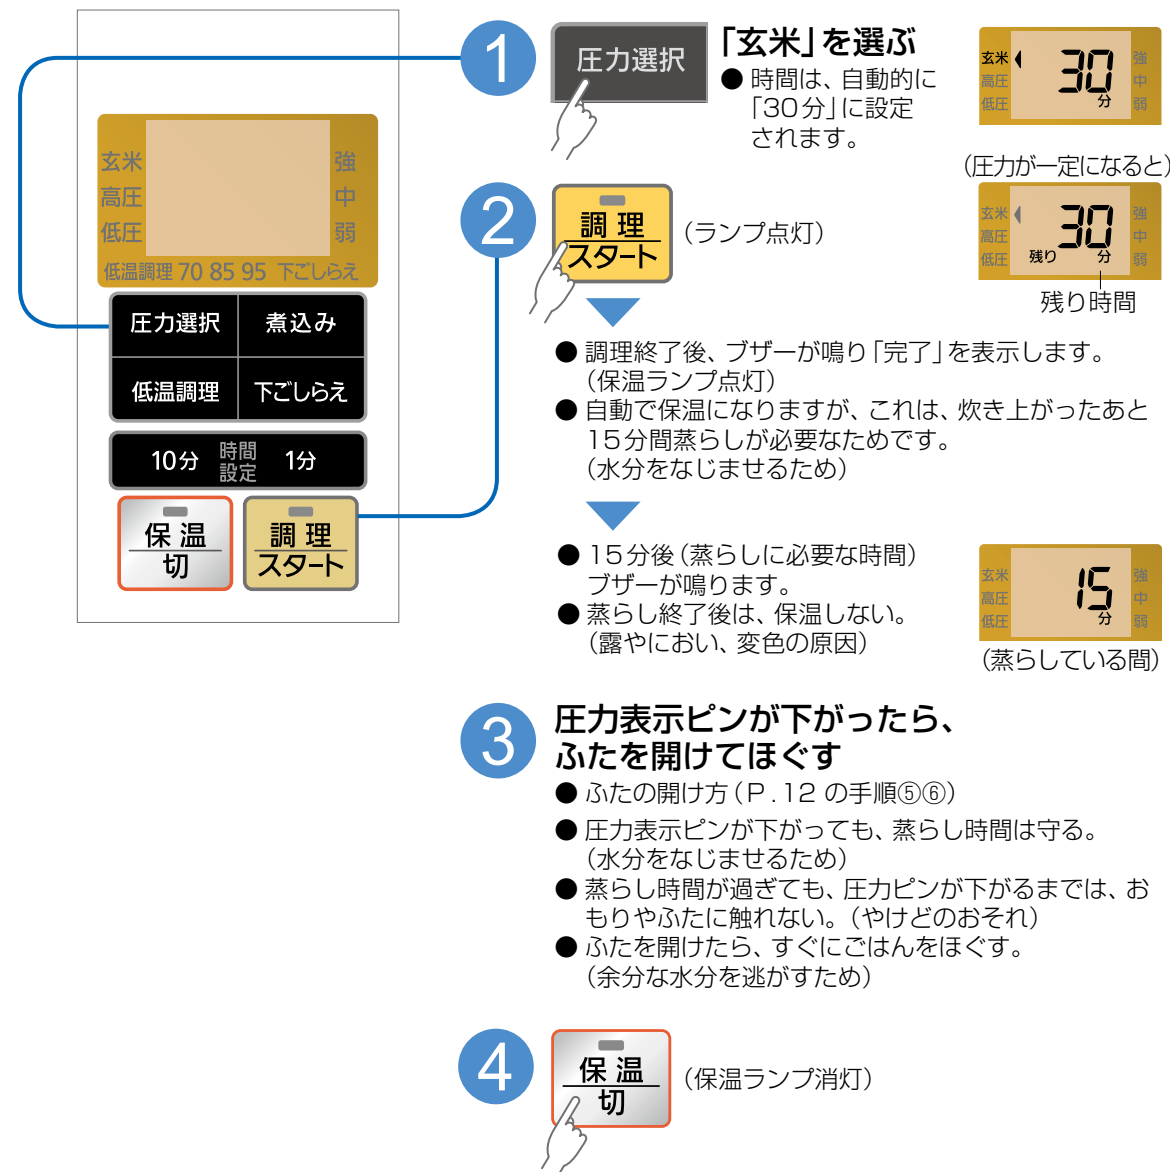 玄米
高圧
低圧
強
中
弱
低温調理 70 85 95 下ごしらえ
圧力選択
煮込み
低温調理
下ごしらえ
10分
時間
設定
1分
保温
切
調理
スタート
1
圧力選択
「玄米」を選ぶ
● 時間は、自動的に
「30分」に設定
されます。
玄米
高圧
低圧
30
分
強
中
弱
2
調理
スタート
(ランプ点灯)
(圧力が一定になると)
玄米
高圧
低圧
残り
30
分
強
中
弱
残り時間
● 調理終了後、ブザーが鳴り「完了」を表示します。
(保温ランプ点灯)
● 自動で保温になりますが、これは、炊き上がったあと
15分間蒸らしが必要なためです。
(水分をなじませるため)
● 15分後(蒸らしに必要な時間)
ブザーが鳴ります。
● 蒸らし終了後は、保温しない。
(露やにおい、変色の原因)
玄米
高圧
低圧
15
分
強
中
弱
(蒸らしている間)
3
圧力表示ピンが下がったら、
ふたを開けてほぐす
● ふたの開け方(P.12 の手順⑤⑥)
● 圧力表示ピンが下がっても、蒸らし時間は守る。
(水分をなじませるため)
● 蒸らし時間が過ぎても、圧力ピンが下がるまでは、お
もりやふたに触れない。(やけどのおそれ)
● ふたを開けたら、すぐにごはんをほぐす。
(余分な水分を逃がすため)
4
保温
切
(保温ランプ消灯)